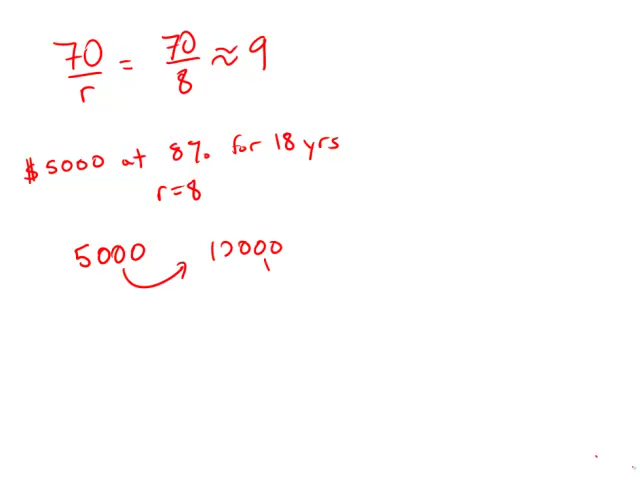 70/r = 70/8 ≈ 9
$5000 at 8% for 18 yrs
r=8
5000 10000